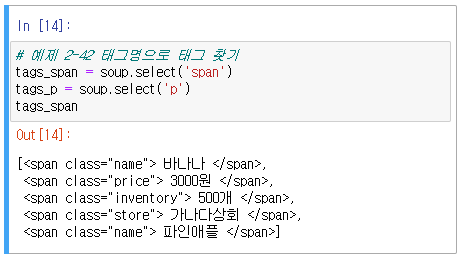 In [14]:
# 예제 2-42 태그명으로 태그 찾기
tags_span = soup.select('span')
tags_p = soup.select('p')
tags_span
Out[14]:
[<span class="name"> 바나나 </span>,
 <span class="price"> 3000원 </span>,
 <span class="inventory"> 500개 </span>,
 <span class="store"> 가나다상회 </span>,
 <span class="name"> 파인애플 </span>]